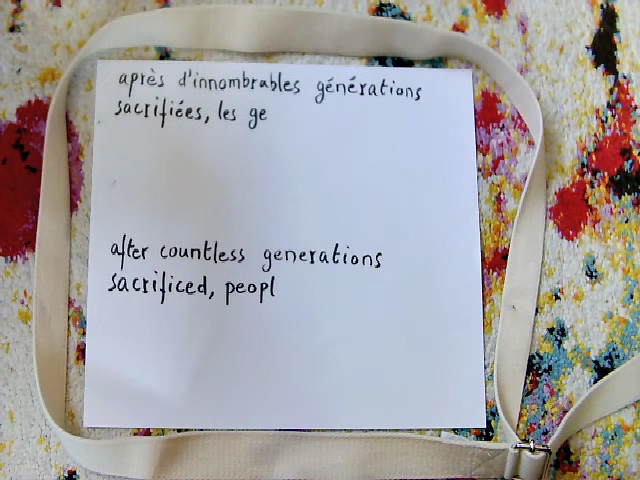 après d'innombrables générations
sacrifiées, les ge
after countless generations
sacrificed, peopl